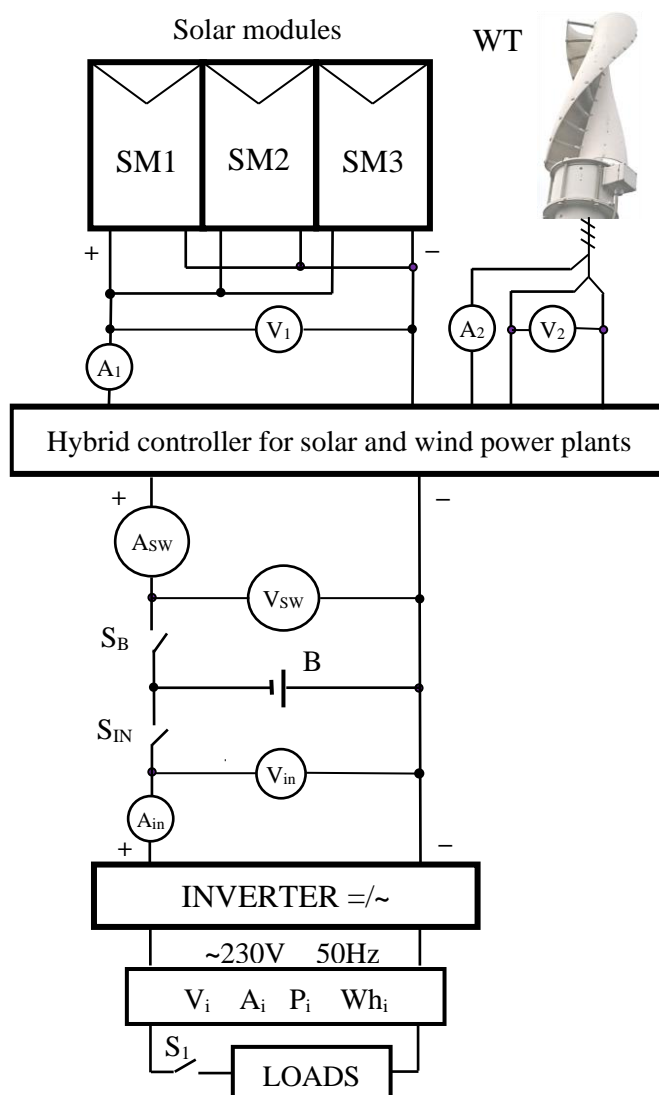 Solar modules
WT
SM1 SM2 SM3
+ −
V1
A2 V2
A1
Hybrid controller for solar and wind power plants
+ −
ASW
VSW
SB
B
SIN
Vin
Ain
+ −
INVERTER =/~
~230V 50Hz
Vi Ai Pi Whi
S1
LOADS